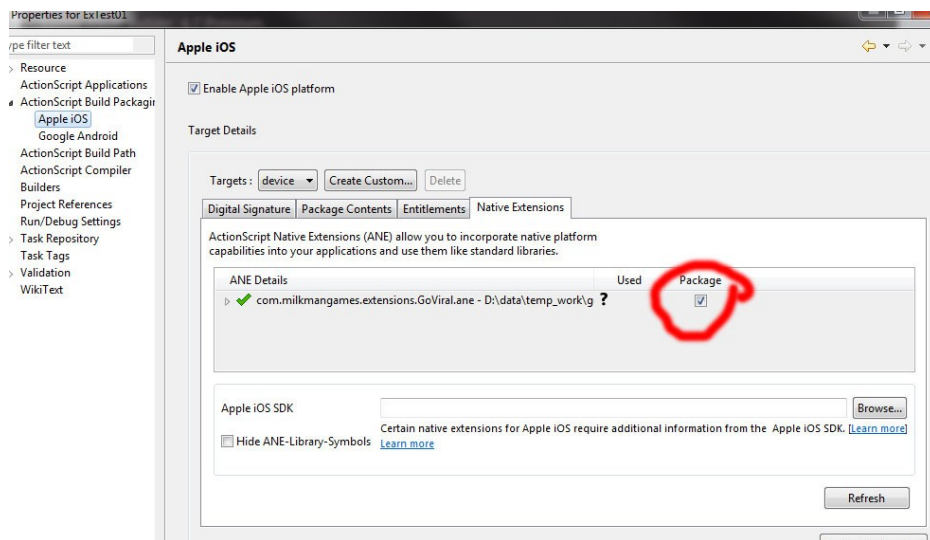 Properties for ExTest01
type filter text
Resource
ActionScript Applications
ActionScript Build Packagin
Apple iOS
Google Android
ActionScript Build Path
ActionScript Compiler
Builders
Project References
Run/Debug Settings
Task Repository
Task Tags
Validation
WikiText
Apple iOS
Enable Apple iOS platform
Target Details
Targets : device Create Custom... Delete
Digital Signature Package Contents Entitlements Native Extensions
ActionScript Native Extensions (ANE) allow you to incorporate native platform
capabilities into your applications and use them like standard libraries.
ANE Details Used Package
com.milkmangames.extensions.GoViral.ane - D:\data\temp_work\g ?
Apple iOS SDK Browse...
Certain native extensions for Apple iOS require additional information from the Apple iOS SDK. [Learn more]
Hide ANE-Library-Symbols Learn more
Refresh